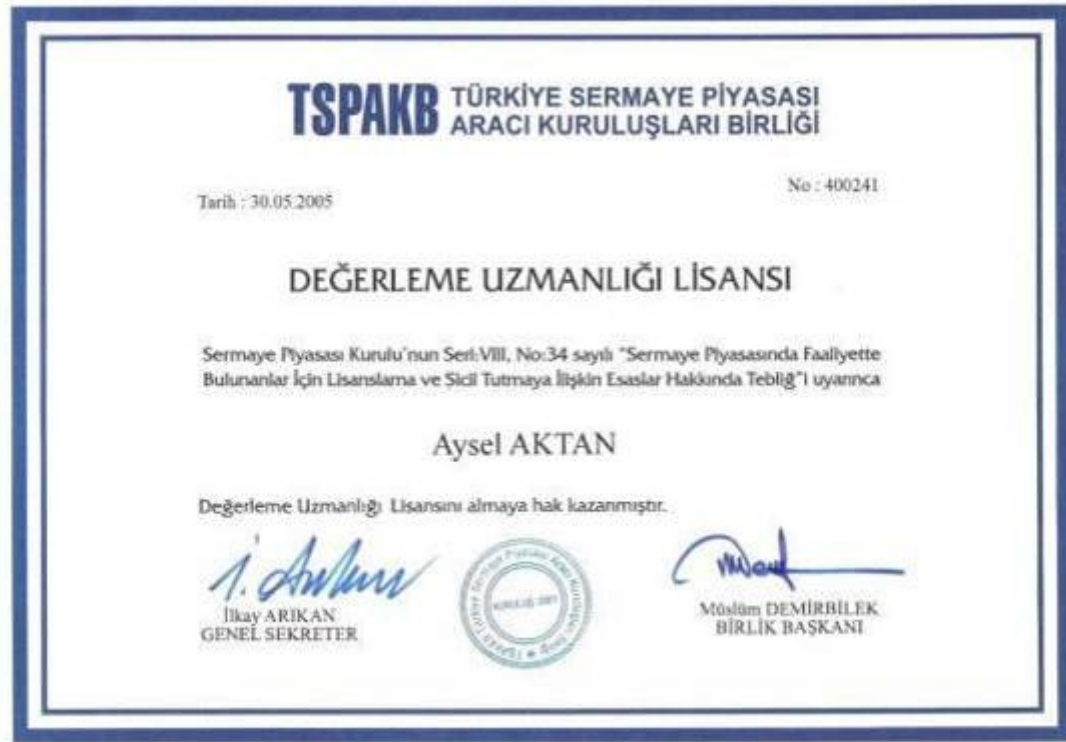 TSPAKB TÜRKİYE SERMAYE PİYASASI
ARACI KURULUŞLARI BİRLİĞİ
No : 400241
Tarih : 30.05.2005
DEĞERLEME UZMANLIĞI LİSANSI
Sermaye Piyasası Kurulu'nun Seri:VIII, No:34 sayılı "Sermaye Piyasasında Faaliyette
Bulunanlar İçin Lisanslama ve Sicil Tutmaya İlişkin Esaslar Hakkında Tebliğ"i uyarınca
Aysel AKTAN
Değerleme Uzmanlığı Lisansını almaya hak kazanmıştır.
İlkay ARIKAN
GENEL SEKRETER
KURULUŞ 2001
Müslüm DEMİRBİLEK
BİRLİK BAŞKANI